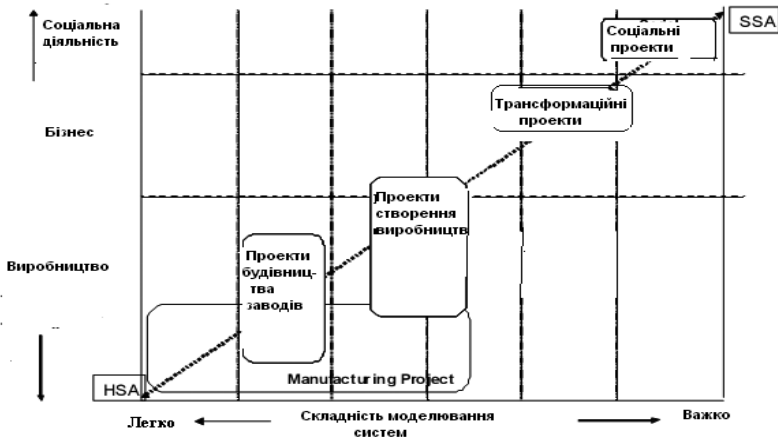 Соціальна
діяльність
SSA
Соціальні
проекти
Трансформаційні
проекти
Бізнес
Проекти
створення
виробництв
Проекти
будівниц-
тва
заводів
Виробництво
Manufacturing Project
HSA
Легко
Складність моделювання
систем
Важко